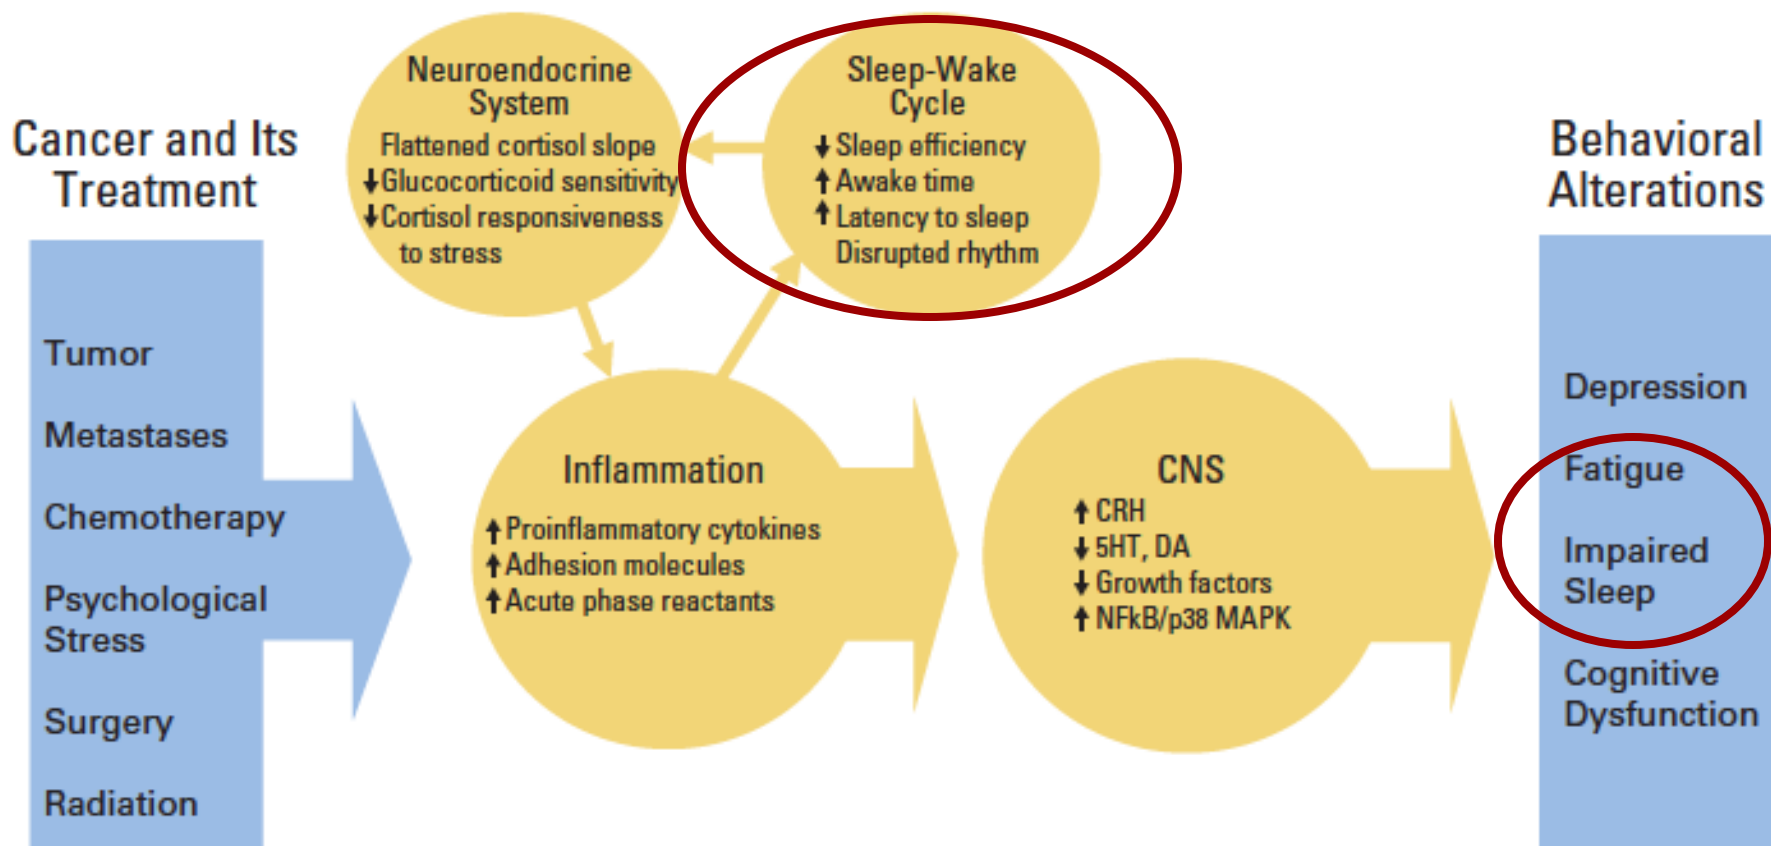 Cancer and Its
Treatment
Tumor
Metastases
Chemotherapy
Psychological
Stress
Surgery
Radiation
Neuroendocrine
System
Flattened cortisol slope
↓Glucocorticoid sensitivity
↓Cortisol responsiveness
to stress
Sleep-Wake
Cycle
↓ Sleep efficiency
↑ Awake time
↑ Latency to sleep
Disrupted rhythm
Inflammation
↑ Proinflammatory cytokines
↑ Adhesion molecules
↑ Acute phase reactants
CNS
↑ CRH
↓ 5HT, DA
↓ Growth factors
↑ NFkB/p38 MAPK
Behavioral
Alterations
Depression
Fatigue
Impaired
Sleep
Cognitive
Dysfunction